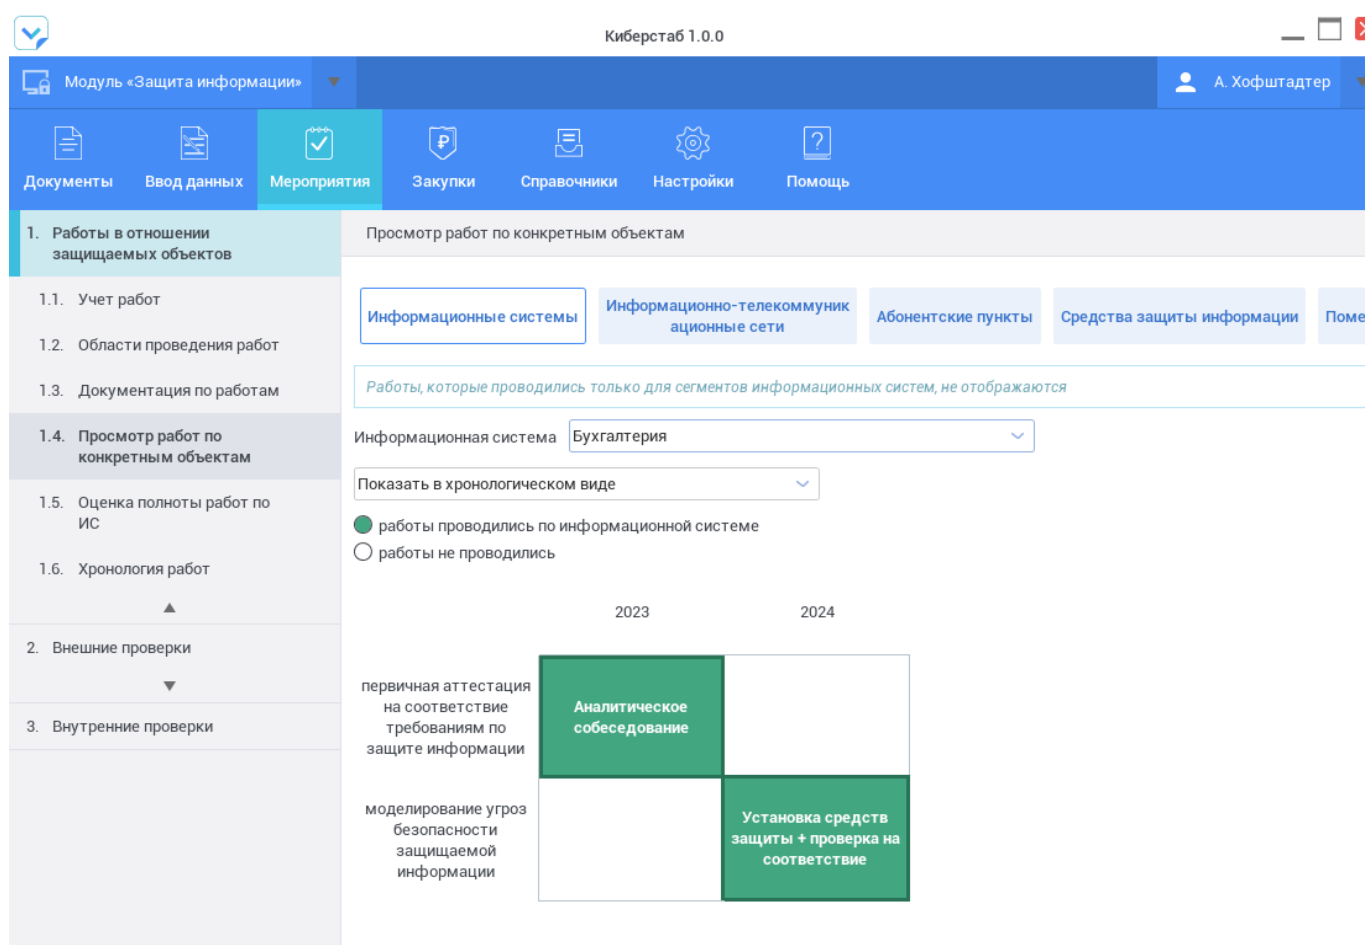 Киберстаб 1.0.0
Модуль «Защита информации»
А. Хофштадтер
Документы
Ввод данных
Мероприятия
Закупки
Справочники
Настройки
Помощь
1. Работы в отношении
защищаемых объектов
1.1. Учет работ
1.2. Области проведения работ
1.3. Документация по работам
1.4. Просмотр работ по
конкретным объектам
1.5. Оценка полноты работ по
ИС
1.6. Хронология работ
2. Внешние проверки
3. Внутренние проверки
Просмотр работ по конкретным объектам
Информационные системы
Информационно-телекоммуник
ационные сети
Абонентские пункты
Средства защиты информации
Поме
Работы, которые проводились только для сегментов информационных систем, не отображаются
Информационная система
Бухгалтерия
Показать в хронологическом виде
работы проводились по информационной системе
работы не проводились
2023
2024
первичная аттестация
на соответствие
требованиям по
защите информации
Аналитическое
собеседование
моделирование угроз
безопасности
защищаемой
информации
Установка средств
защиты + проверка на
соответствие